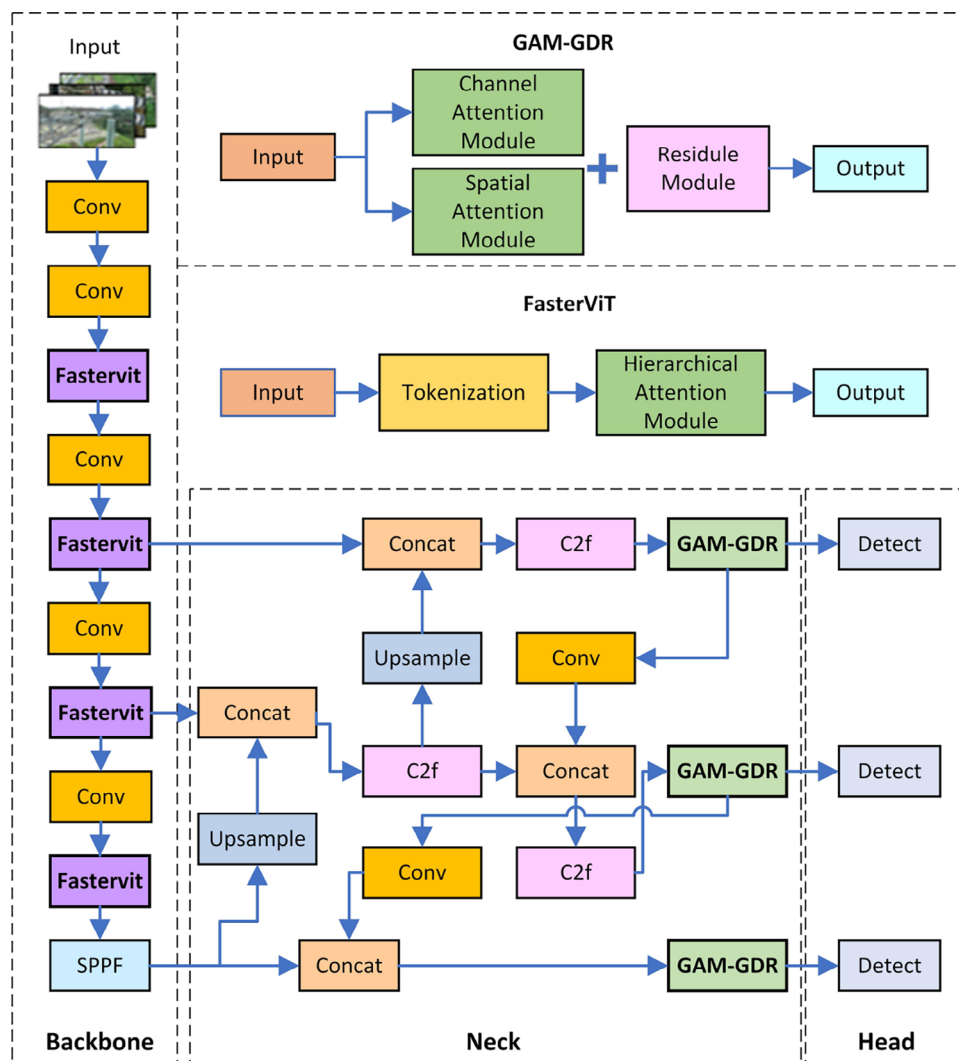 Input
Conv
Conv
Fastervit
Conv
Fastervit
Conv
Fastervit
Conv
Fastervit
SPPF
Backbone
GAM-GDR
Input
Channel
Attention
Module
Spatial
Attention
Module
Residule
Module
Output
FasterViT
Input
Tokenization
Hierarchical
Attention
Module
Output
Concat
C2f
GAM-GDR
Detect
Upsample
Conv
Concat
C2f
Concat
GAM-GDR
Detect
Upsample
Conv
C2f
Concat
GAM-GDR
Detect
Neck
Head